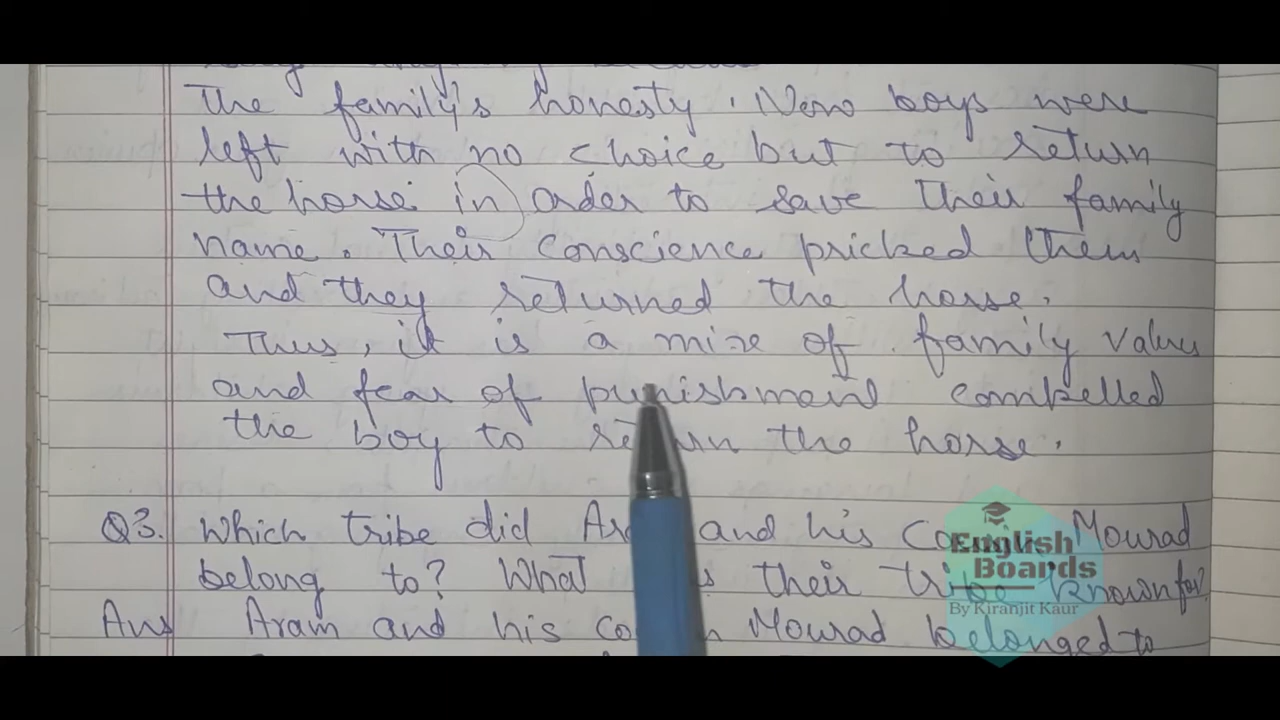 The family's honesty. Now boys were
left with no choice but to return
the horse in order to save their family
name. Their conscience pricked them
and they returned the horse.
Thus, it is a mixe of family values
and fear of punishment compelled
the boy to return the horse.
Q3. Which tribe did and his Mourad
belong to? What their tribe known for?
Ans Aram and his Mourad belonged to
English
Boards
By Kiranjit Kaur